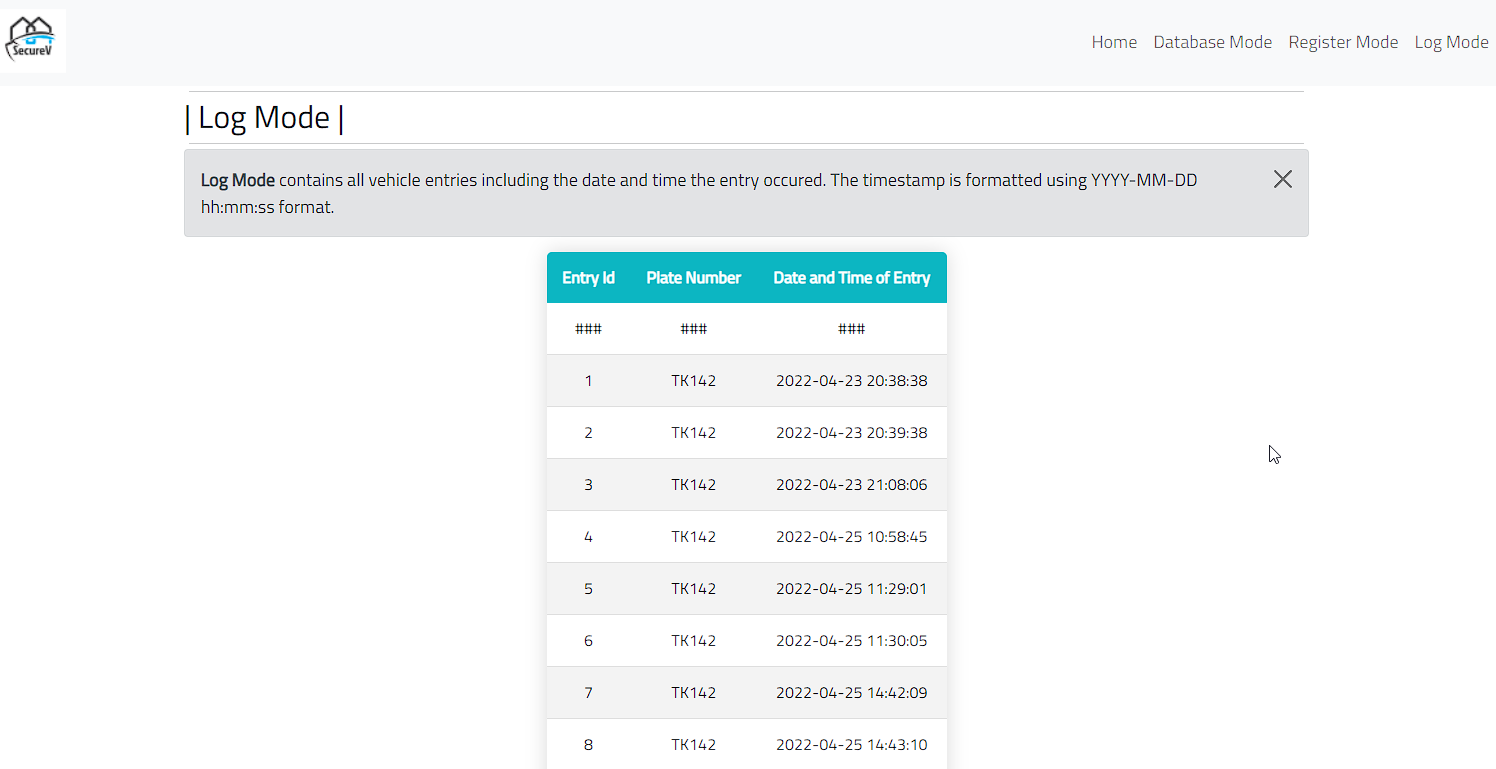 SecureV
Home Database Mode Register Mode Log Mode
| Log Mode |
Log Mode contains all vehicle entries including the date and time the entry occured. The timestamp is formatted using YYYY-MM-DD
hh:mm:ss format.
Entry Id Plate Number Date and Time of Entry
### ### ###
1 TK142 2022-04-23 20:38:38
2 TK142 2022-04-23 20:39:38
3 TK142 2022-04-23 21:08:06
4 TK142 2022-04-25 10:58:45
5 TK142 2022-04-25 11:29:01
6 TK142 2022-04-25 11:30:05
7 TK142 2022-04-25 14:42:09
8 TK142 2022-04-25 14:43:10